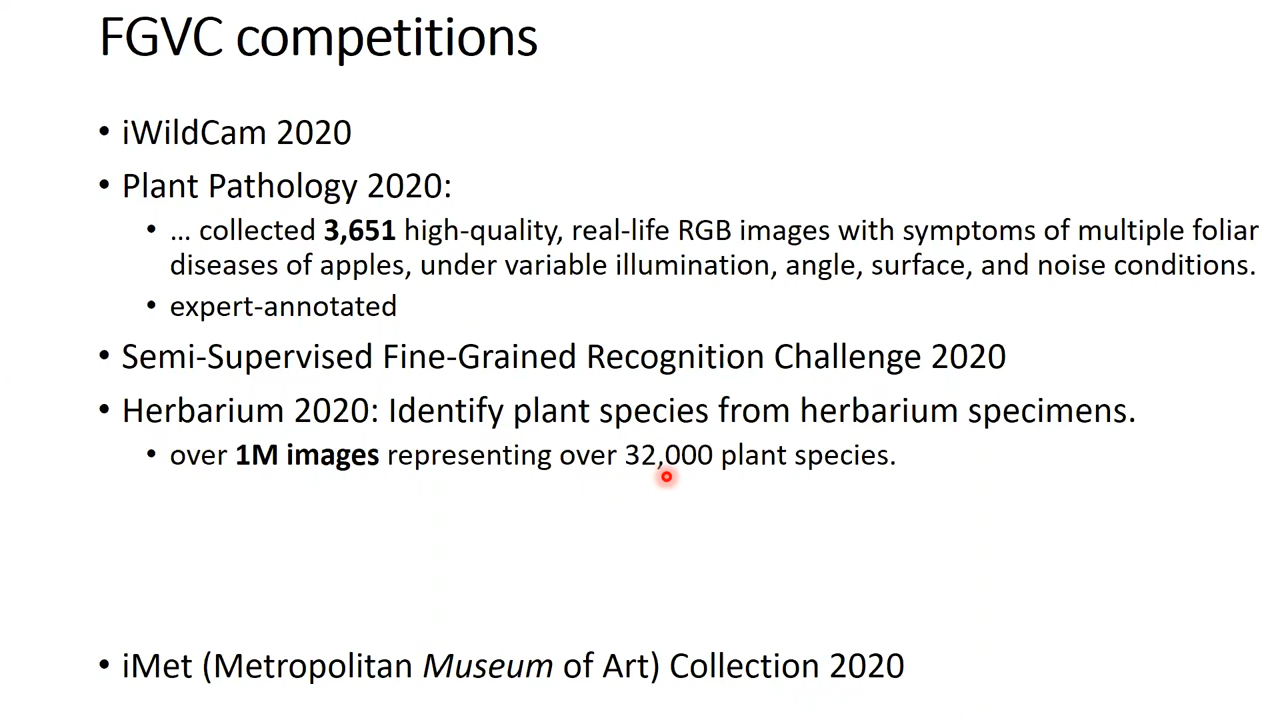 FGVC competitions
• iWildCam 2020
• Plant Pathology 2020:
• … collected 3,651 high-quality, real-life RGB images with symptoms of multiple foliar
diseases of apples, under variable illumination, angle, surface, and noise conditions.
• expert-annotated
• Semi-Supervised Fine-Grained Recognition Challenge 2020
• Herbarium 2020: Identify plant species from herbarium specimens.
• over 1M images representing over 32,000 plant species.
• iMet (Metropolitan Museum of Art) Collection 2020